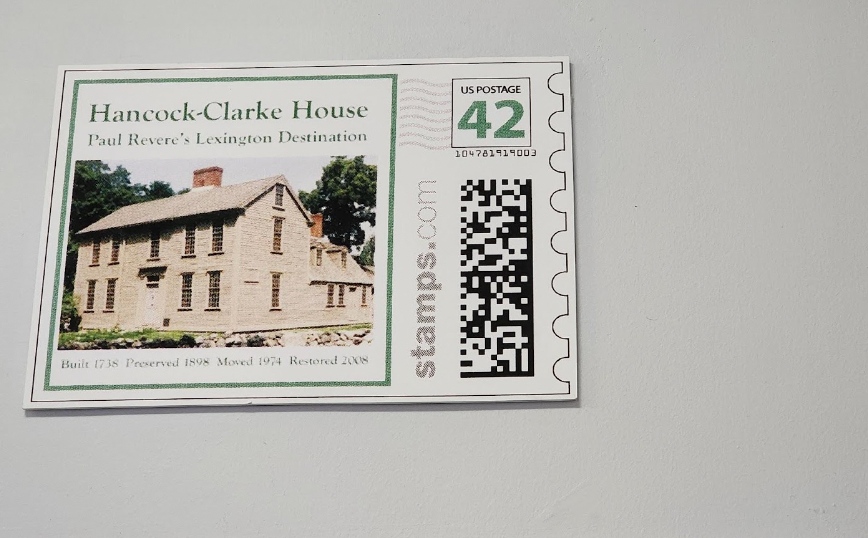 Hancock-Clarke House
Paul Revere's Lexington Destination
Built 1738 Preserved 1898 Moved 1974 Restored 2008
US POSTAGE
42
104781919003
stamps.com